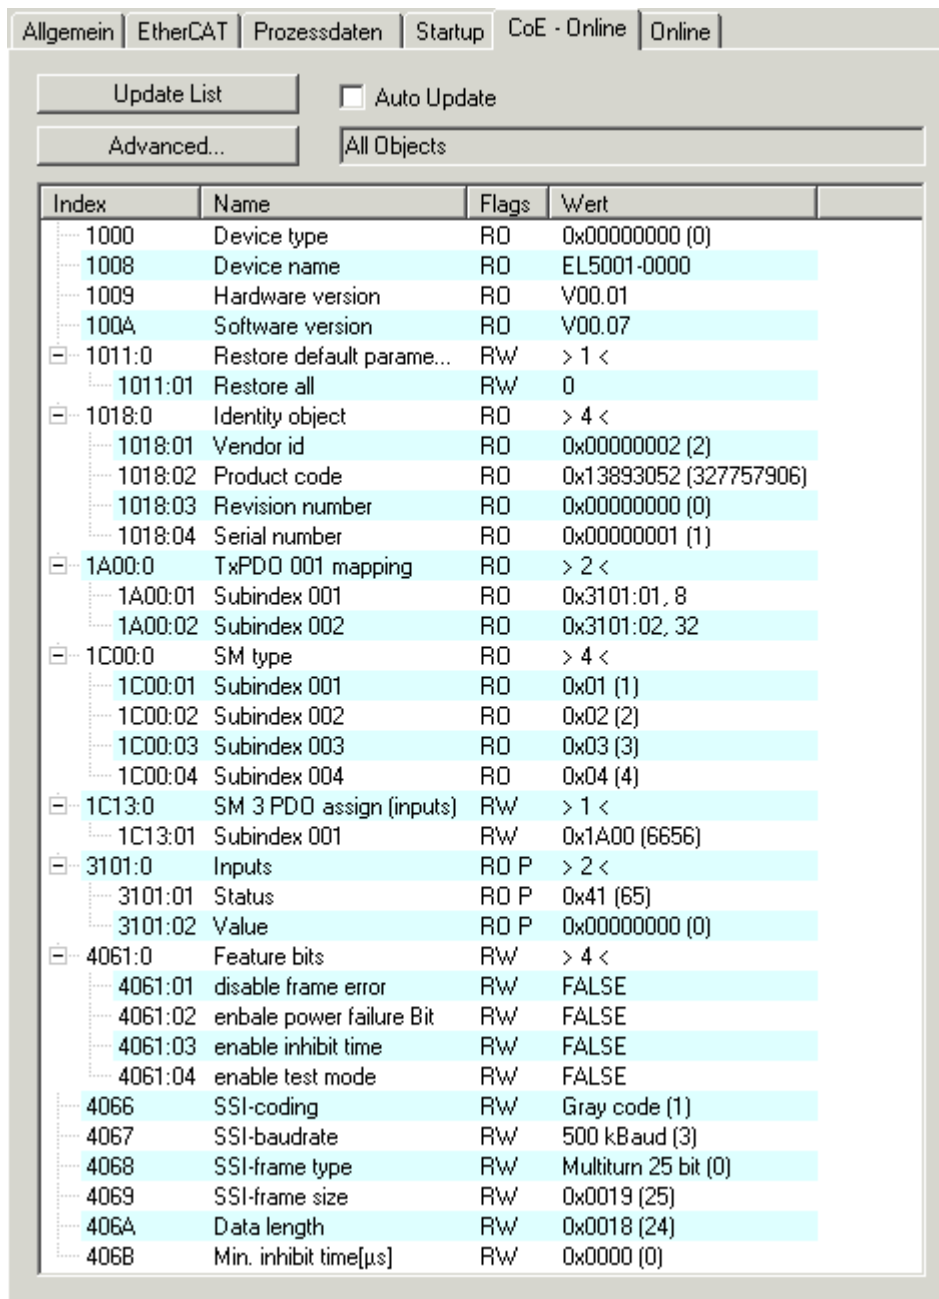 Allgemein EtherCAT Prozessdaten Startup CoE - Online Online
Update List Auto Update
Advanced... All Objects
Index Name Flags Wert
1000 Device type RO 0x00000000 (0)
1008 Device name RO EL5001-0000
1009 Hardware version RO V00.01
100A Software version RO V00.07
1011:0 Restore default parame... RW > 1 <
1011:01 Restore all RW 0
1018:0 Identity object RO > 4 <
1018:01 Vendor id RO 0x00000002 (2)
1018:02 Product code RO 0x13893052 (327757906)
1018:03 Revision number RO 0x00000000 (0)
1018:04 Serial number RO 0x00000001 (1)
1A00:0 TxPDO 001 mapping RO > 2 <
1A00:01 Subindex 001 RO 0x3101:01, 8
1A00:02 Subindex 002 RO 0x3101:02, 32
1C00:0 SM type RO > 4 <
1C00:01 Subindex 001 RO 0x01 (1)
1C00:02 Subindex 002 RO 0x02 (2)
1C00:03 Subindex 003 RO 0x03 (3)
1C00:04 Subindex 004 RO 0x04 (4)
1C13:0 SM 3 PDO assign (inputs) RW > 1 <
1C13:01 Subindex 001 RW 0x1A00 (6656)
3101:0 Inputs RO P > 2 <
3101:01 Status RO P 0x41 (65)
3101:02 Value RO P 0x00000000 (0)
4061:0 Feature bits RW > 4 <
4061:01 disable frame error RW FALSE
4061:02 enbale power failure Bit RW FALSE
4061:03 enable inhibit time RW FALSE
4061:04 enable test mode RW FALSE
4066 SSI-coding RW Gray code (1)
4067 SSI-baudrate RW 500 kBaud (3)
4068 SSI-frame type RW Multiturn 25 bit (0)
4069 SSI-frame size RW 0x0019 (25)
406A Data length RW 0x0018 (24)
406B Min. inhibit time[µs] RW 0x0000 (0)